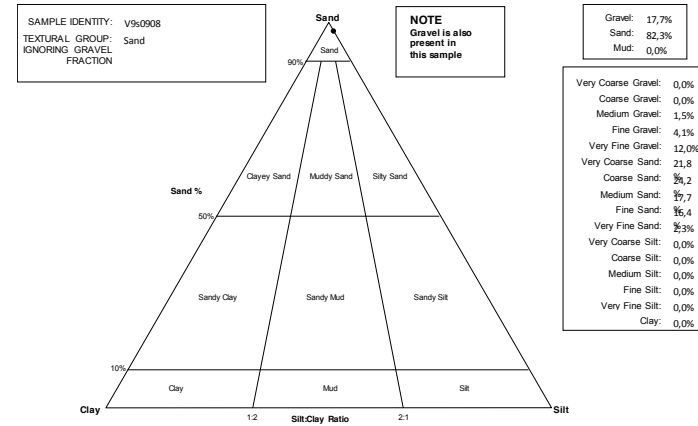 SAMPLE IDENTITY: V9s0908
TEXTURAL GROUP: Sand
IGNORING GRAVEL
FRACTION
Sand
NOTE
Gravel is also
present in
this sample
Gravel: 17,7%
Sand: 82,3%
Mud: 0,0%
Sand
90%
Very Coarse Gravel: 0,0%
Coarse Gravel: 0,0%
Medium Gravel: 1,5%
Fine Gravel: 4,1%
Very Fine Gravel: 12,0%
Very Coarse Sand: 21,8
%
Coarse Sand: 24,2
%
Medium Sand: 17,7
%
Fine Sand: 16,4
%
Very Fine Sand: 2,3%
Very Coarse Silt: 0,0%
Coarse Silt: 0,0%
Medium Silt: 0,0%
Fine Silt: 0,0%
Very Fine Silt: 0,0%
Clay: 0,0%
Clayey Sand Muddy Sand Silty Sand
Sand %
50%
Sandy Clay Sandy Mud Sandy Silt
10%
Clay Mud Silt
Clay Silt
1:2 Silt:Clay Ratio 2:1